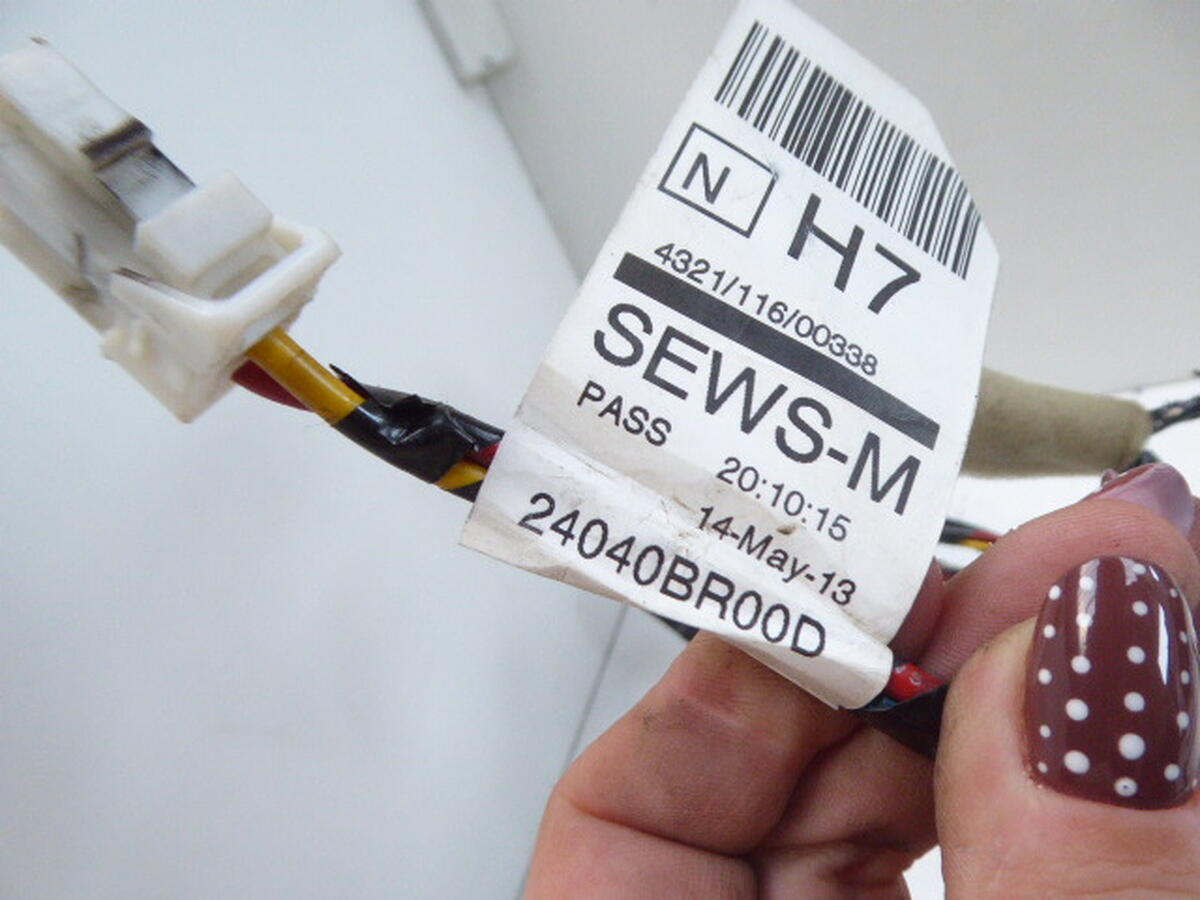 N H7
4321/116/00338
SEWS-M
PASS
20:10:15
14-May-13
24040BR00D